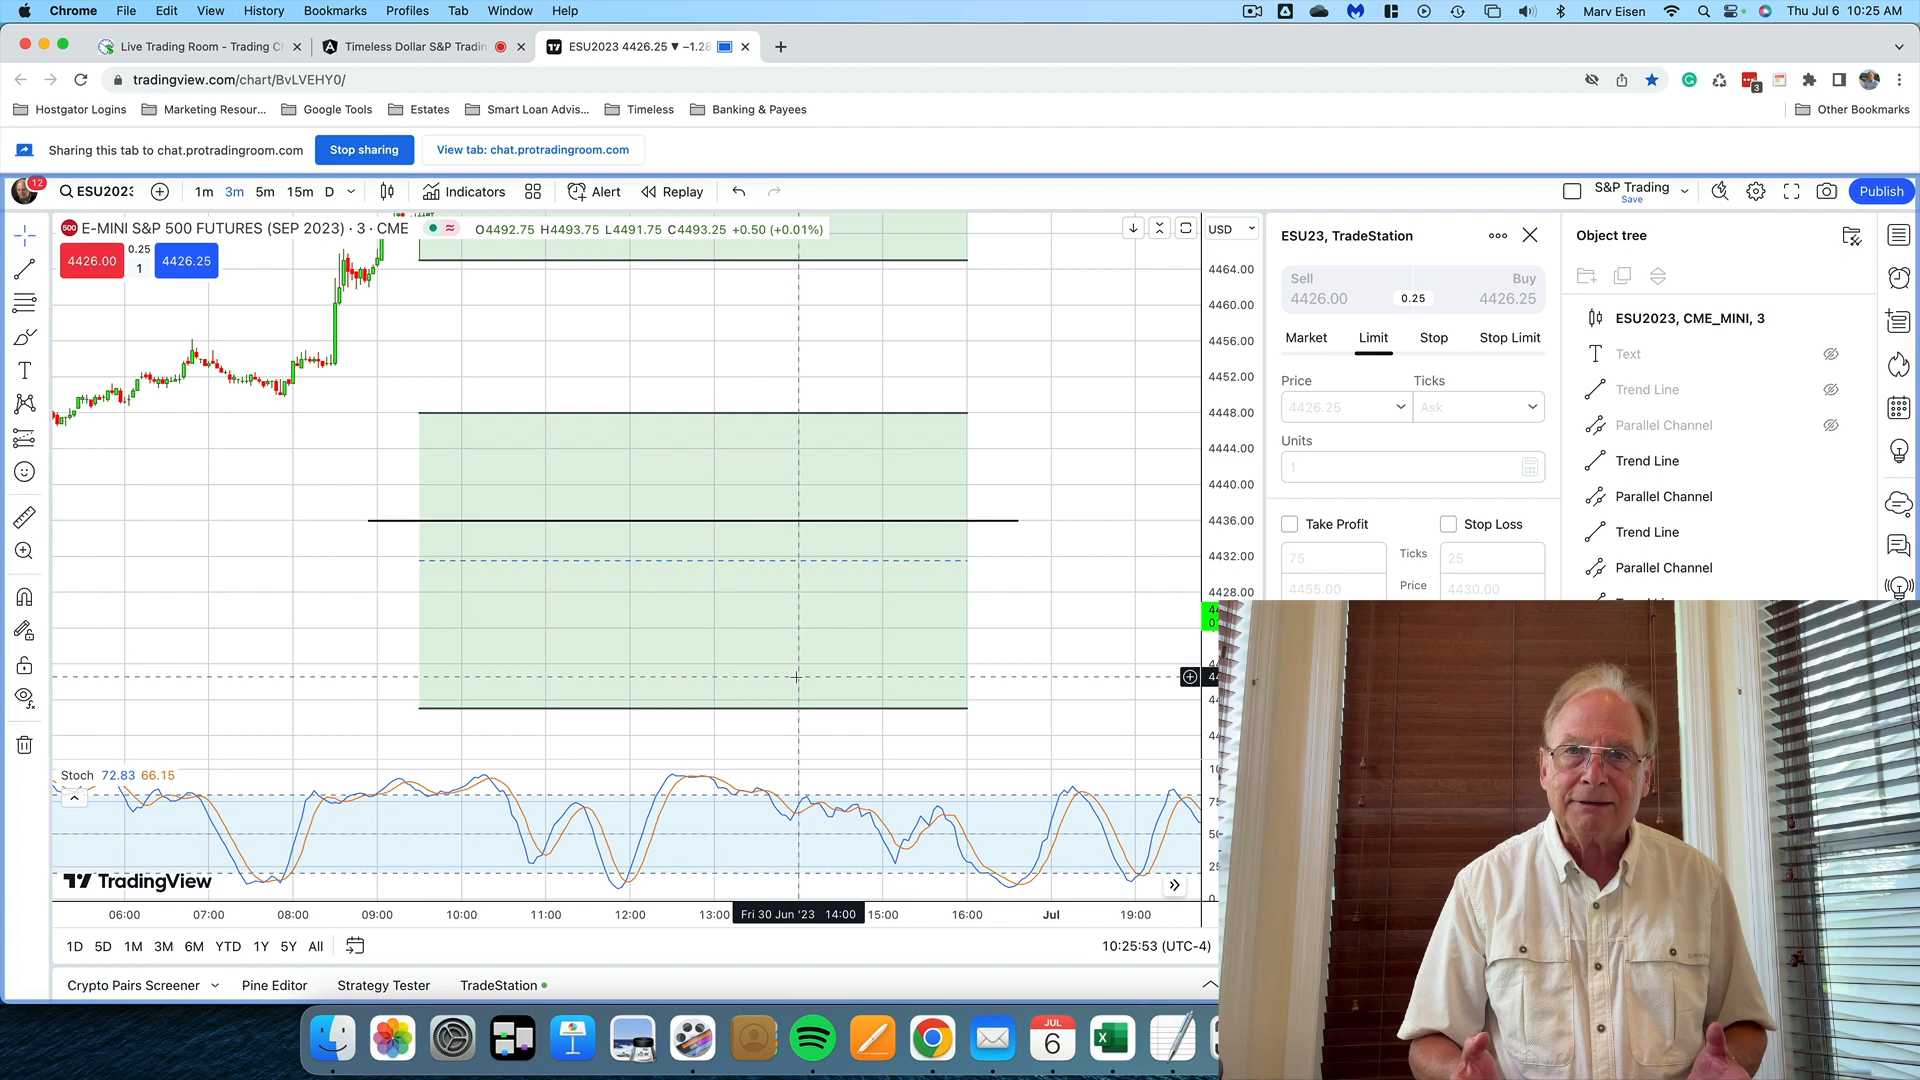 Chrome File Edit View History Bookmarks Profiles Tab Window Help Marv Eisen Thu Jul 6 10:25 AM
Live Trading Room - Trading Ch Timeless Dollar S&P Tradin ESU2023 4426.25 ▼ −1.28
tradingview.com/chart/BvLVEHY0/ 3
Hostgator Logins Marketing Resour... Google Tools Estates Smart Loan Advis... Timeless Banking & Payees Other Bookmarks
Sharing this tab to chat.protradingroom.com Stop sharing View tab: chat.protradingroom.com
12 ESU2023 1m 3m 5m 15m D Indicators Alert Replay S&P Trading Save Publish
500 E-MINI S&P 500 FUTURES (SEP 2023) · 3 · CME O4492.75 H4493.75 L4491.75 C4493.25 +0.50 (+0.01%) USD
4426.00 0.25 1 4426.25
4464.00
4460.00
4456.00
4452.00
4448.00
4444.00
4440.00
4436.00
4432.00
4428.00
Stoch 72.83 66.15
75
50
25
0
TradingView
06:00 07:00 08:00 09:00 10:00 11:00 12:00 13:00 Fri 30 Jun '23 14:00 15:00 16:00 Jul 19:00
1D 5D 1M 3M 6M YTD 1Y 5Y All 10:25:53 (UTC-4)
Crypto Pairs Screener Pine Editor Strategy Tester TradeStation
ESU23, TradeStation
Sell Buy
4426.00 0.25 4426.25
Market Limit Stop Stop Limit
Price Ticks
4426.25 Ask
Units
1
Take Profit Stop Loss
75 Ticks 25
4455.00 Price 4430.00
Object tree
ESU2023, CME_MINI, 3
Text
Trend Line
Parallel Channel
Trend Line
Parallel Channel
Trend Line
Parallel Channel
JUL
6